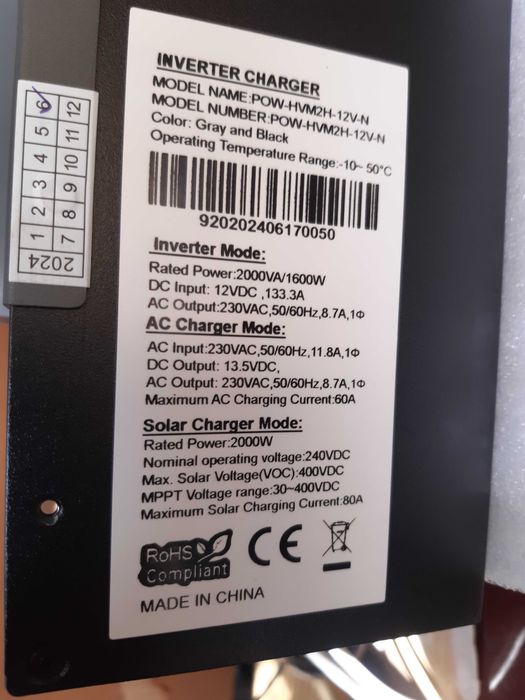 INVERTER CHARGER
MODEL NAME:POW-HVM2H-12V-N
MODEL NUMBER:POW-HVM2H-12V-N
Color: Gray and Black
Operating Temperature Range:-10~ 50°C
920202406170050
Inverter Mode:
Rated Power:2000VA/1600W
DC Input: 12VDC ,133.3A
AC Output:230VAC,50/60Hz,8.7A,1Φ
AC Charger Mode:
AC Input:230VAC,50/60Hz,11.8A,1Φ
DC Output: 13.5VDC,
AC Output: 230VAC,50/60Hz,8.7A,1Φ
Maximum AC Charging Current:60A
Solar Charger Mode:
Rated Power:2000W
Nominal operating voltage:240VDC
Max. Solar Voltage(VOC):400VDC
MPPT Voltage range:30~400VDC
Maximum Solar Charging Current:80A
RoHS
Compliant
CE
MADE IN CHINA
2024
1 2 3 4 5 6
7 8 9 10 11 12